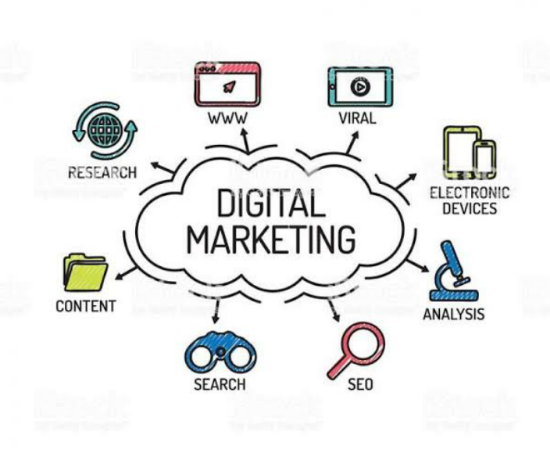 WWW
VIRAL
RESEARCH
ELECTRONIC
DEVICES
DIGITAL
MARKETING
CONTENT
ANALYSIS
SEARCH
SEO